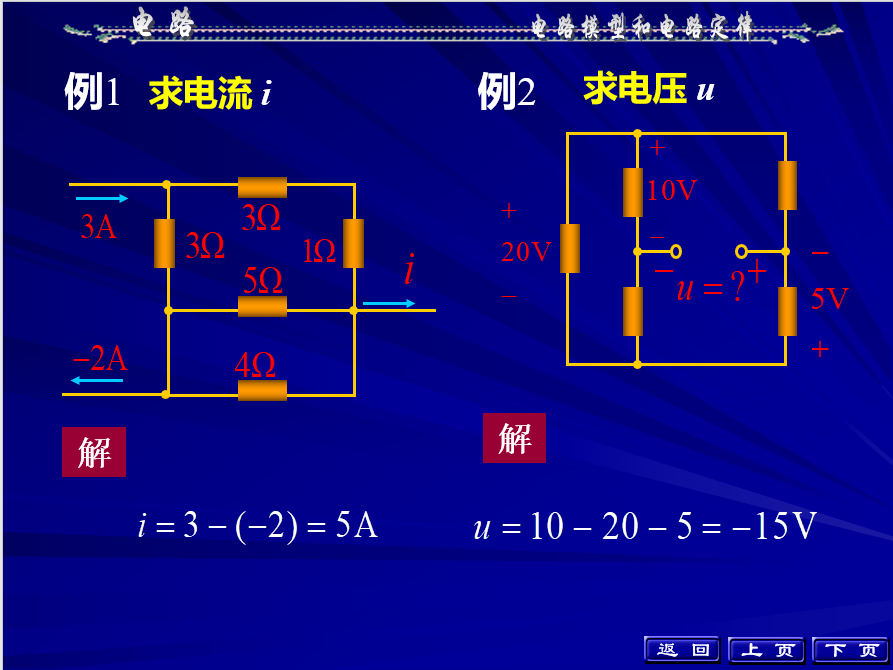 电路 电路模型和电路定律
例1 求电流 i
例2 求电压 u
3A
3Ω
3Ω
1Ω
5Ω
i
−2A
4Ω
+
20V
−
+
10V
−
− u = ? +
−
5V
+
解
解
i = 3 − (−2) = 5A
u = 10 − 20 − 5 = −15V
返回 上页 下页